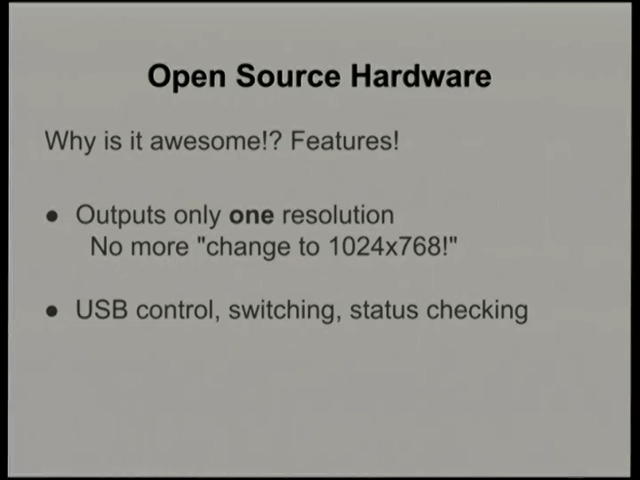 Open Source Hardware
Why is it awesome!? Features!
● Outputs only one resolution
No more "change to 1024x768!"
● USB control, switching, status checking